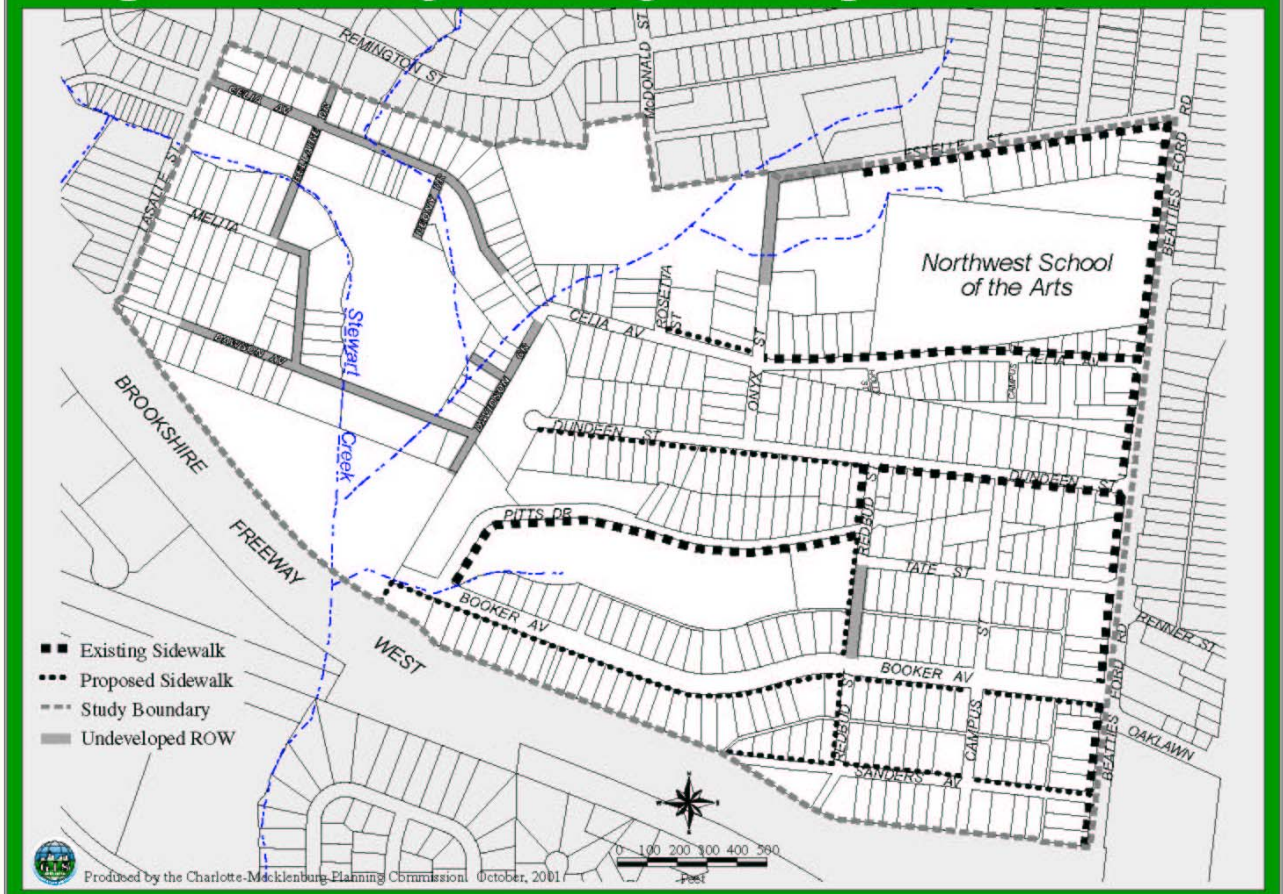 REMINGTON ST
McDONALD ST
CELIA AV
ESTELLE ST
RD
BEATTIES FORD
LASALLE ST
MELITA
Northwest School
of the Arts
ROSETTA
ST
Stewart
Creek
CELIA AV
CELIA AV
ONYX ST
CAMPUS
BROOKSHIRE
FREEWAY
WEST
DUNDEEN ST
DUNDEEN ST
PITTS DR
REDBUD ST
TATE ST
ST
BOOKER AV
BOOKER AV
RENNER ST
BEATTIES FORD RD
OAKLAWN
REDBUD ST
CAMPUS
SANDERS AV
Existing Sidewalk
Proposed Sidewalk
Study Boundary
Undeveloped ROW
0 100 200 300 400 500
Feet
Produced by the Charlotte-Mecklenburg Planning Commission. October, 2001